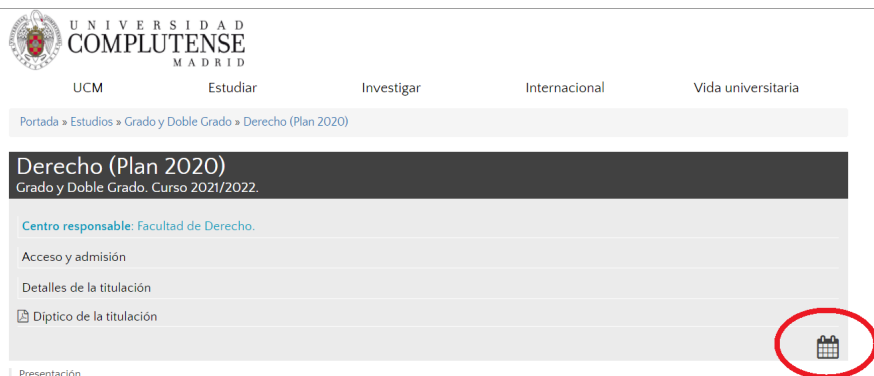 UNIVERSIDAD
COMPLUTENSE
MADRID
UCM Estudiar Investigar Internacional Vida universitaria
Portada » Estudios » Grado y Doble Grado » Derecho (Plan 2020)
Derecho (Plan 2020)
Grado y Doble Grado. Curso 2021/2022.
Centro responsable: Facultad de Derecho.
Acceso y admisión
Detalles de la titulación
Díptico de la titulación
Presentación